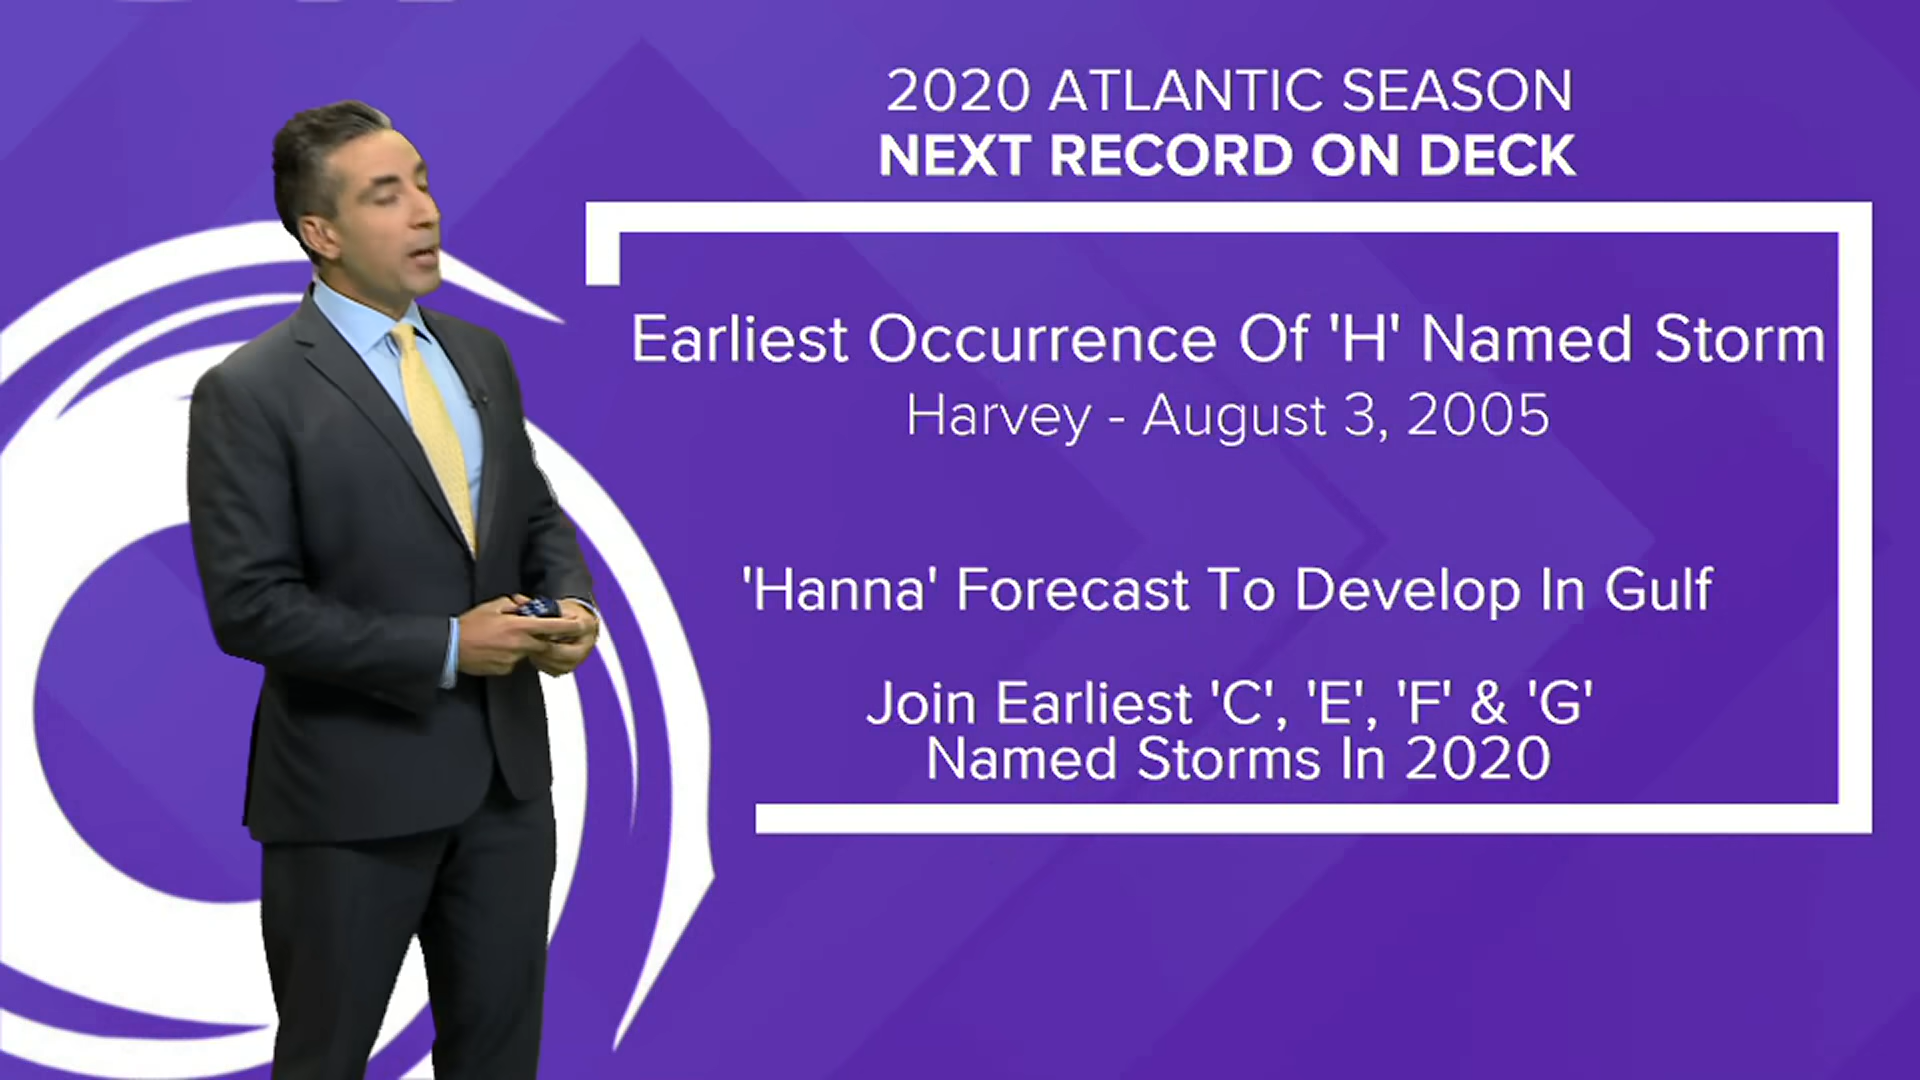 2020 ATLANTIC SEASON
NEXT RECORD ON DECK
Earliest Occurrence Of 'H' Named Storm
Harvey - August 3, 2005
'Hanna' Forecast To Develop In Gulf
Join Earliest 'C', 'E', 'F' & 'G'
Named Storms In 2020